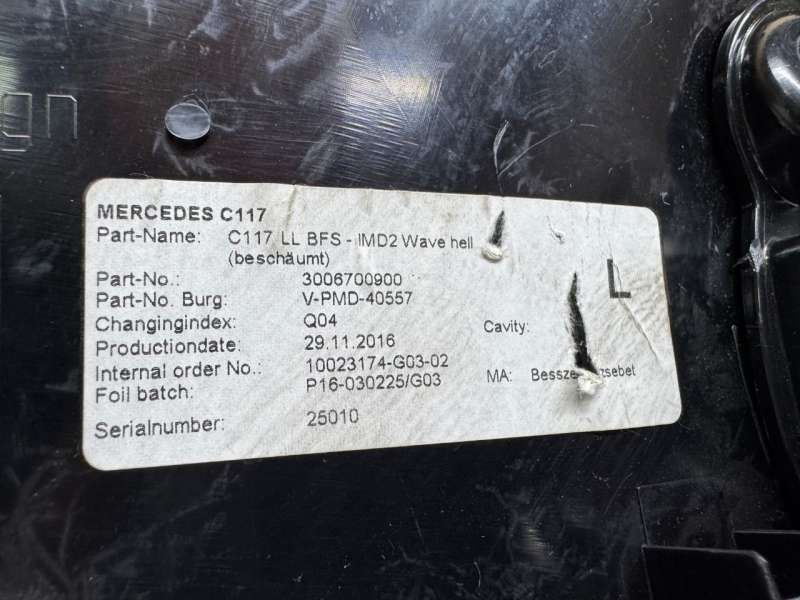 gn
MERCEDES C117
Part-Name: C117 LL BFS - IMD2 Wave hell
(beschäumt)
Part-No.: 3006700900
Part-No. Burg: V-PMD-40557
Changingindex: Q04
Productiondate: 29.11.2016
Internal order No.: 10023174-G03-02
Foil batch: P16-030225/G03
Serialnumber: 25010
L
Cavity:
MA: